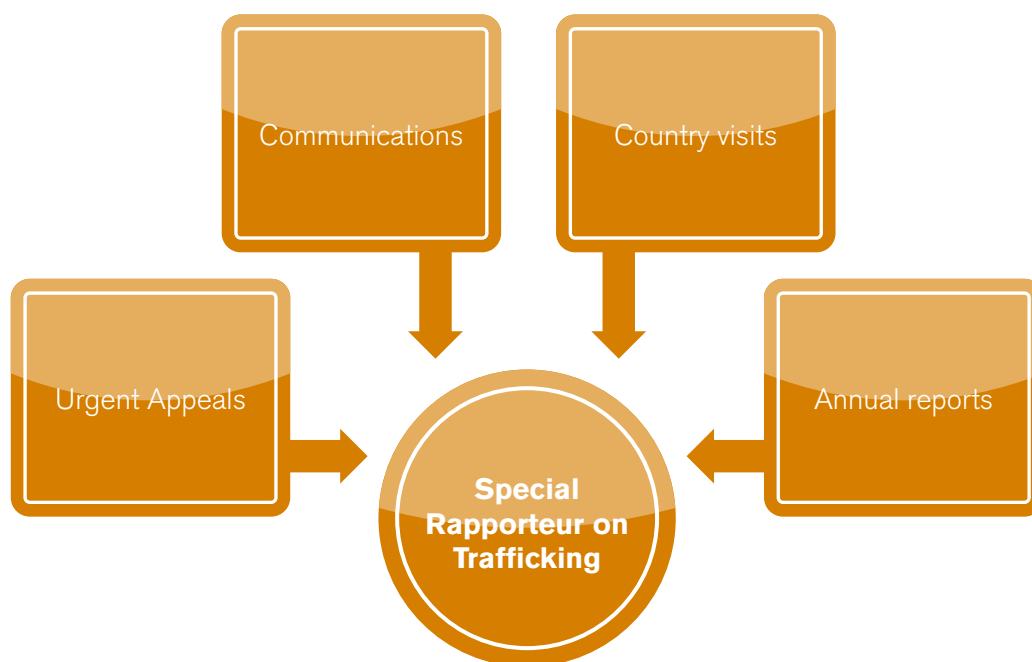 Communications
Country visits
Urgent Appeals
Annual reports
Special
Rapporteur on
Trafficking